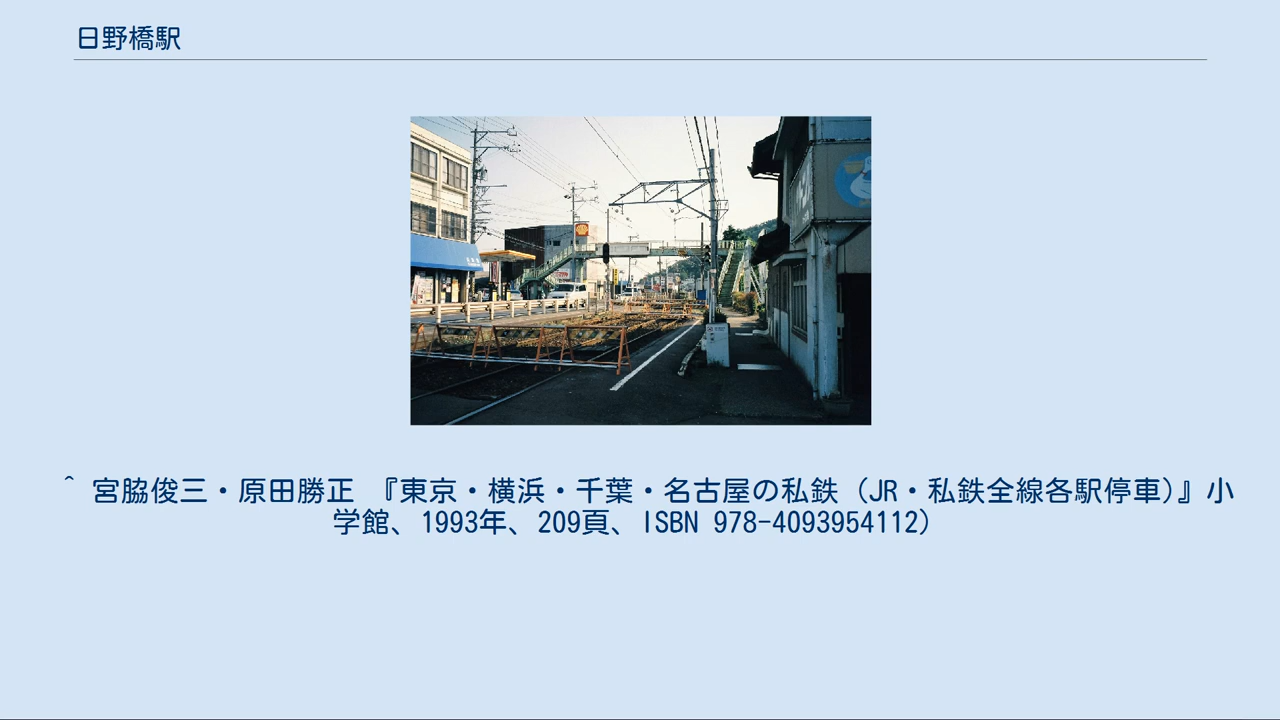 日野橋駅
^ 宮脇俊三・原田勝正 『東京・横浜・千葉・名古屋の私鉄 (JR・私鉄全線各駅停車)』小
学館、1993年、209頁、ISBN 978-4093954112)